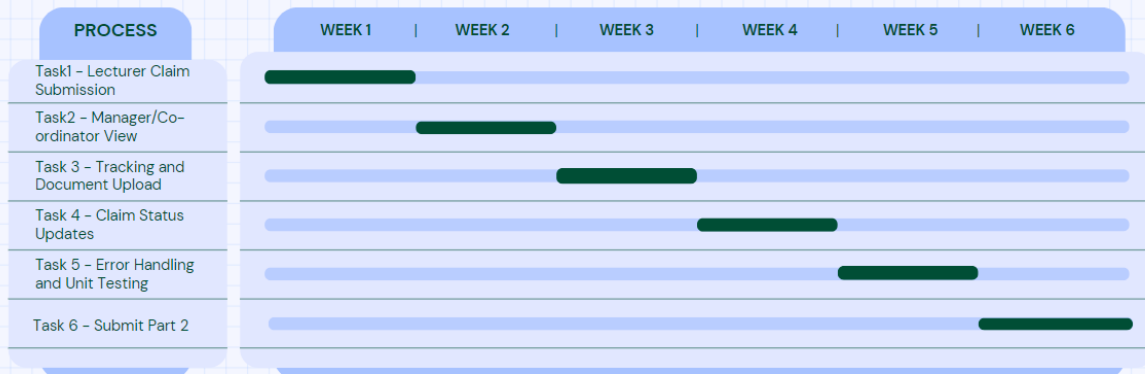 PROCESS
WEEK 1 | WEEK 2 | WEEK 3 | WEEK 4 | WEEK 5 | WEEK 6
Task1 - Lecturer Claim
Submission
Task2 - Manager/Co-
ordinator View
Task 3 - Tracking and
Document Upload
Task 4 - Claim Status
Updates
Task 5 - Error Handling
and Unit Testing
Task 6 - Submit Part 2